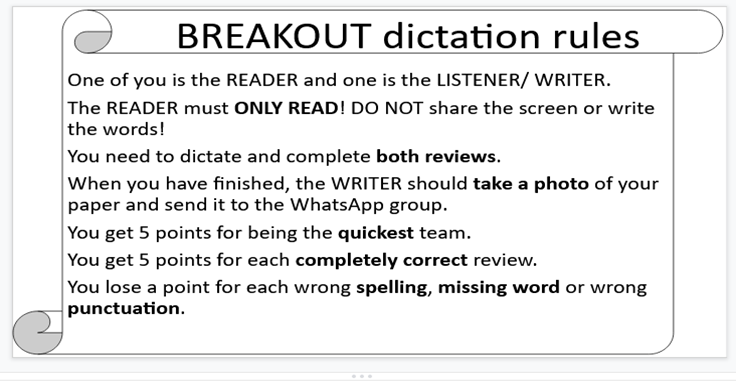 BREAKOUT dictation rules
One of you is the READER and one is the LISTENER/ WRITER.
The READER must ONLY READ! DO NOT share the screen or write
the words!
You need to dictate and complete both reviews.
When you have finished, the WRITER should take a photo of your
paper and send it to the WhatsApp group.
You get 5 points for being the quickest team.
You get 5 points for each completely correct review.
You lose a point for each wrong spelling, missing word or wrong
punctuation.